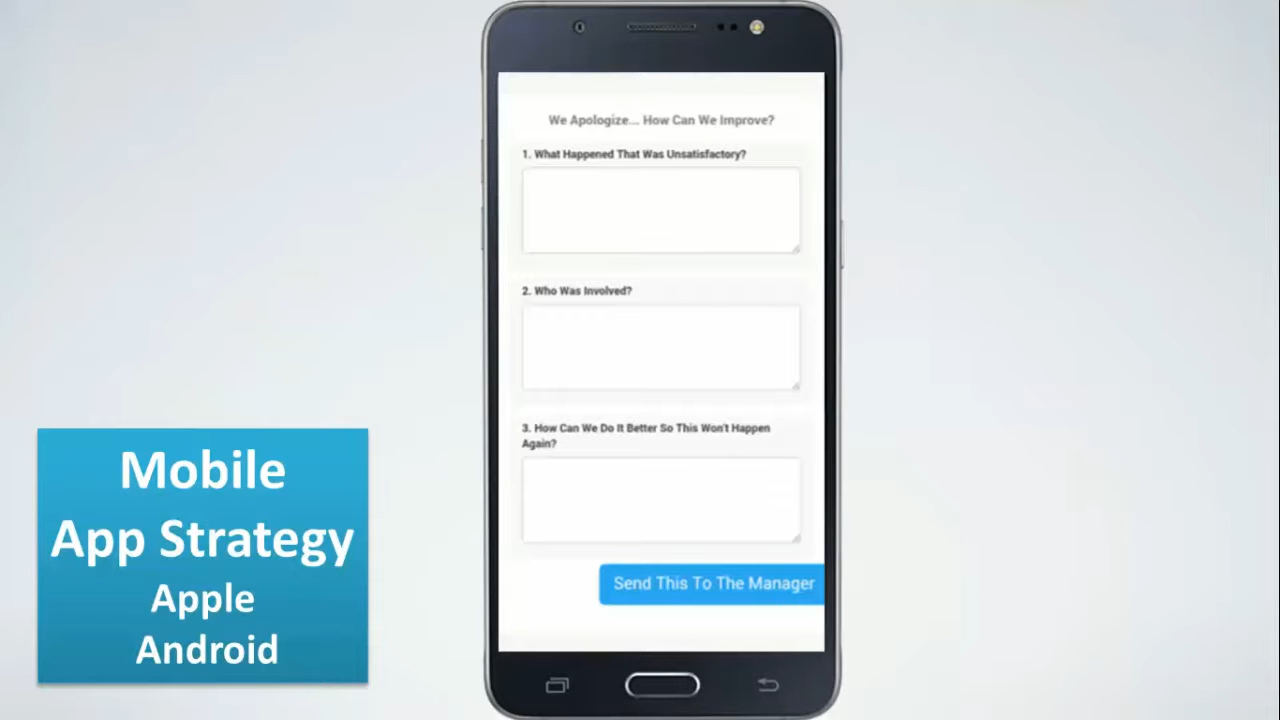 We Apologize... How Can We Improve?
1. What Happened That Was Unsatisfactory?
2. Who Was Involved?
3. How Can We Do It Better So This Won't Happen
Again?
Send This To The Manager
Mobile
App Strategy
Apple
Android